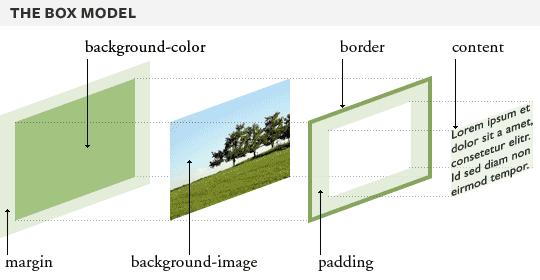 THE BOX MODEL
background-color
border
content
Lorem ipsum et
dolor sit a amet,
consetetur elitr.
Id sed diam non
eirmod tempor.
margin
background-image
padding